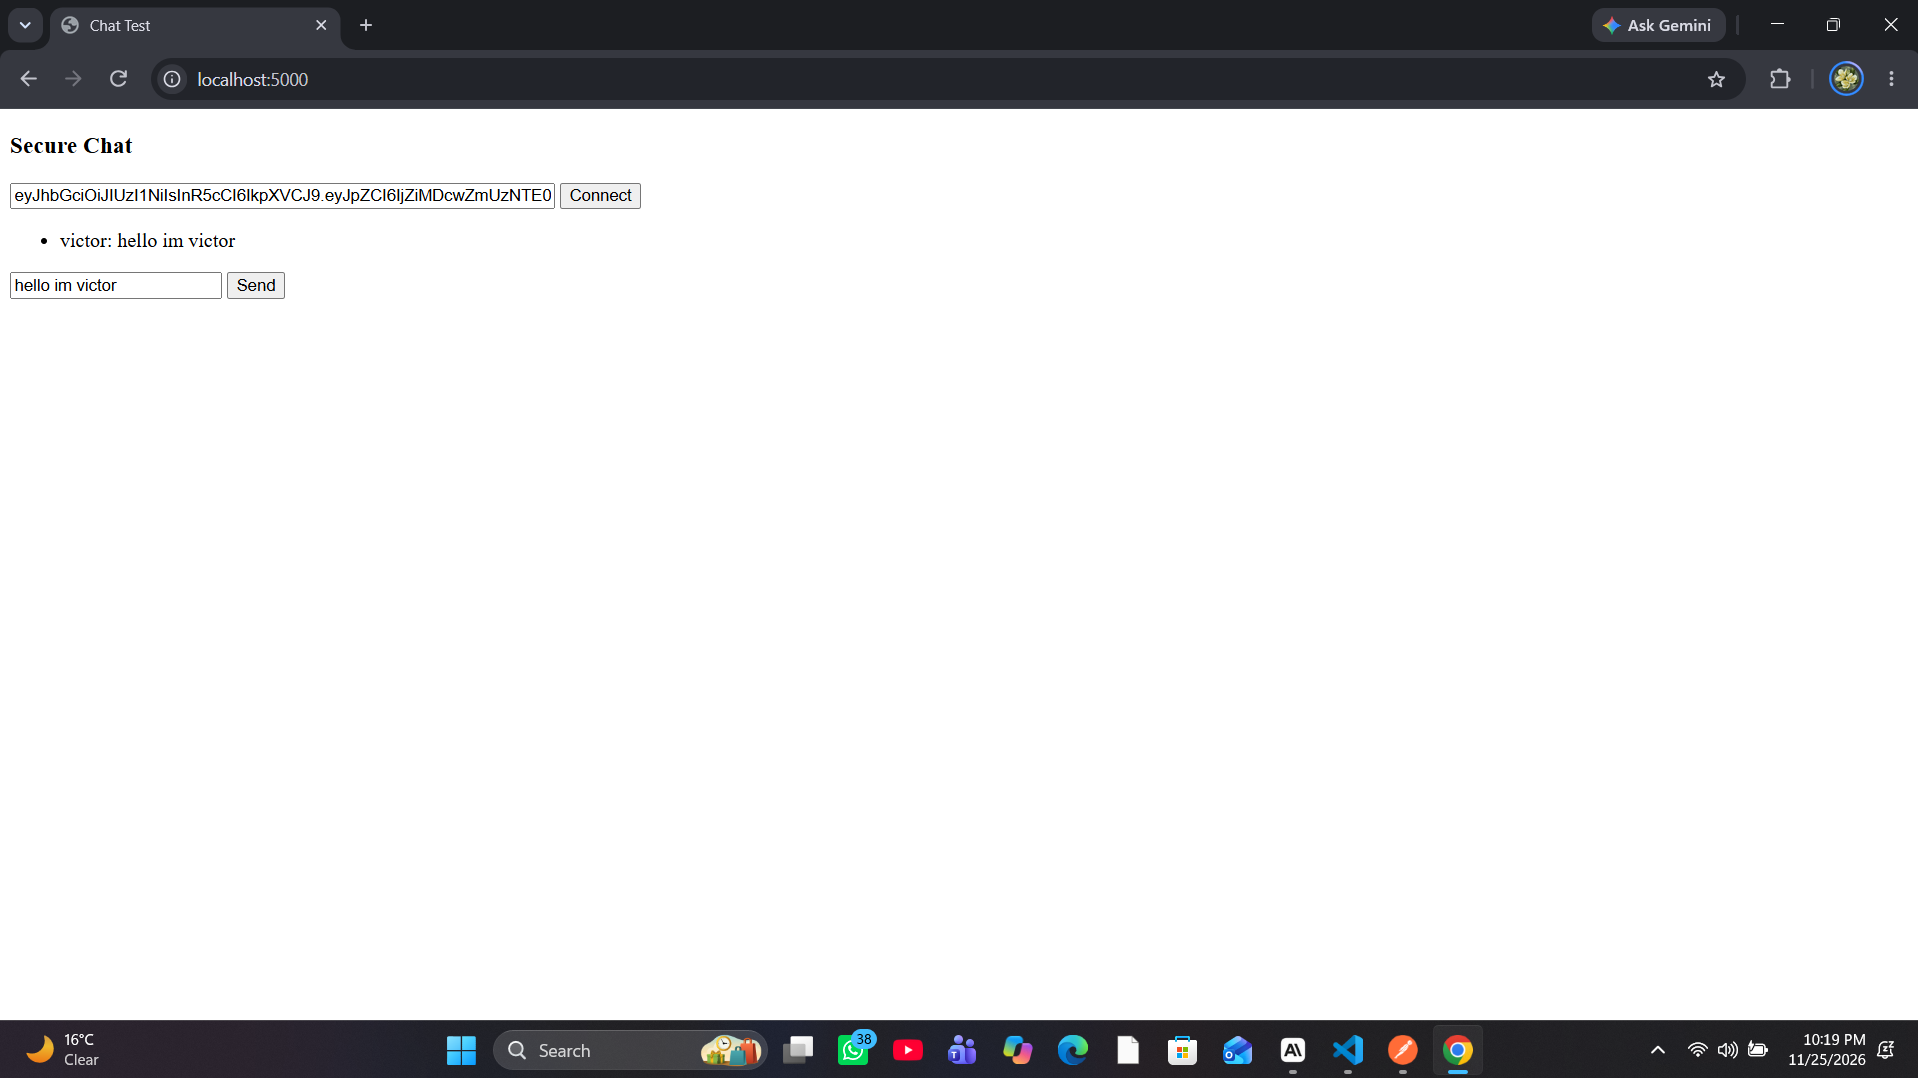 Chat Test
Ask Gemini
localhost:5000
Secure Chat
eyJhbGciOiJIUzI1NiIsInR5cCI6IkpXVCJ9.eyJpZCI6IjZiMDcwZmUzNTE0 Connect
victor: hello im victor
hello im victor Send
16°C
Clear
Search
38
10:19 PM
11/25/2026